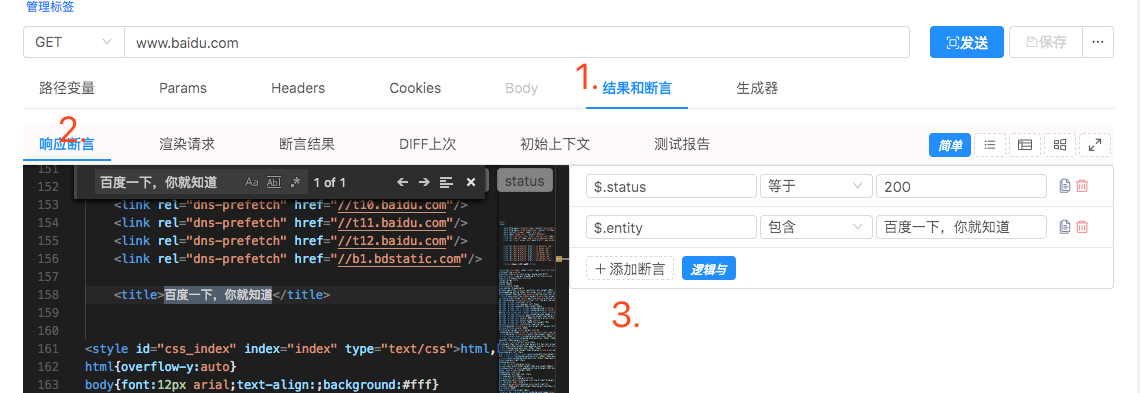 管理标签
GET www.baidu.com 发送 保存 ...
路径变量 Params Headers Cookies Body 1. 结果和断言 生成器
2.
响应断言 渲染请求 断言结果 DIFF上次 初始上下文 测试报告 简单
151
152 百度一下，你就知道 Aa Abl .* 1 of 1 status
153 <link rel="dns-prefetch" href="//t10.baidu.com"/>
154 <link rel="dns-prefetch" href="//t11.baidu.com"/>
155 <link rel="dns-prefetch" href="//t12.baidu.com"/>
156 <link rel="dns-prefetch" href="//b1.bdstatic.com"/>
157
158 <title>百度一下，你就知道</title>
159
160
161 <style id="css_index" index="index" type="text/css">html,
162 html{overflow-y:auto}
163 body{font:12px arial;text-align:;background:#fff}
$.status 等于 200
$.entity 包含 百度一下，你就知道
+添加断言 逻辑与
3.